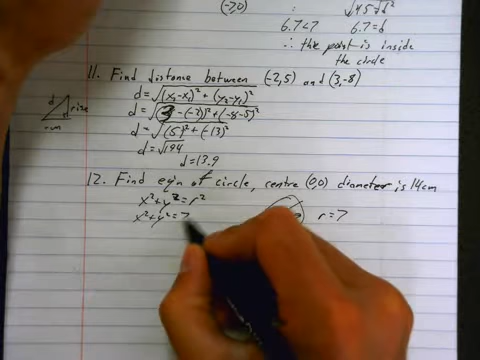 (-7,0)
√45
6.7<7 6.7=d
∴ the point is inside
the circle
11. Find distance between (-2,5) and (3,-8)
d=√(x₂-x₁)²+(y₂-y₁)²
d rise
run
d=√(3-(-2))²+(-8-5)²
d=√(5)²+(-13)²
d=√194
d=13.9
12. Find eq'n of circle, centre (0,0) diameter is 14cm
x²+y²=r²
x²+y²=7 r=7